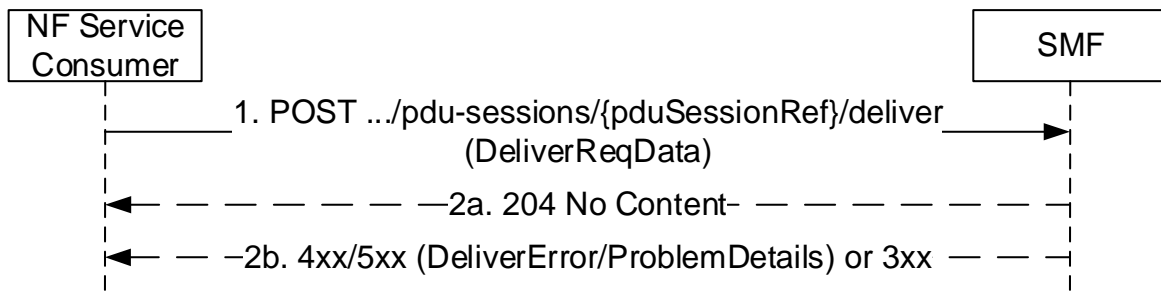 NF Service
Consumer
SMF
1. POST .../pdu-sessions/{pduSessionRef}/deliver
(DeliverReqData)
2a. 204 No Content
2b. 4xx/5xx (DeliverError/ProblemDetails) or 3xx